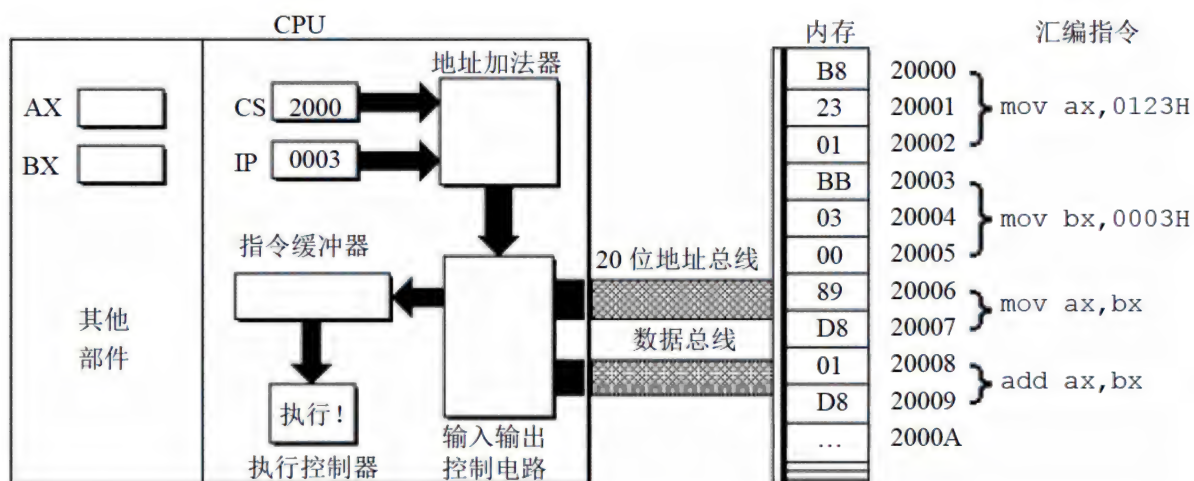 CPU
内存
汇编指令
地址加法器
AX
BX
CS 2000
IP 0003
指令缓冲器
其他
部件
执行！
执行控制器
输入输出
控制电路
20位地址总线
数据总线
B8 20000
23 20001
01 20002
mov ax,0123H
BB 20003
03 20004
00 20005
mov bx,0003H
89 20006
D8 20007
mov ax,bx
01 20008
D8 20009
add ax,bx
… 2000A